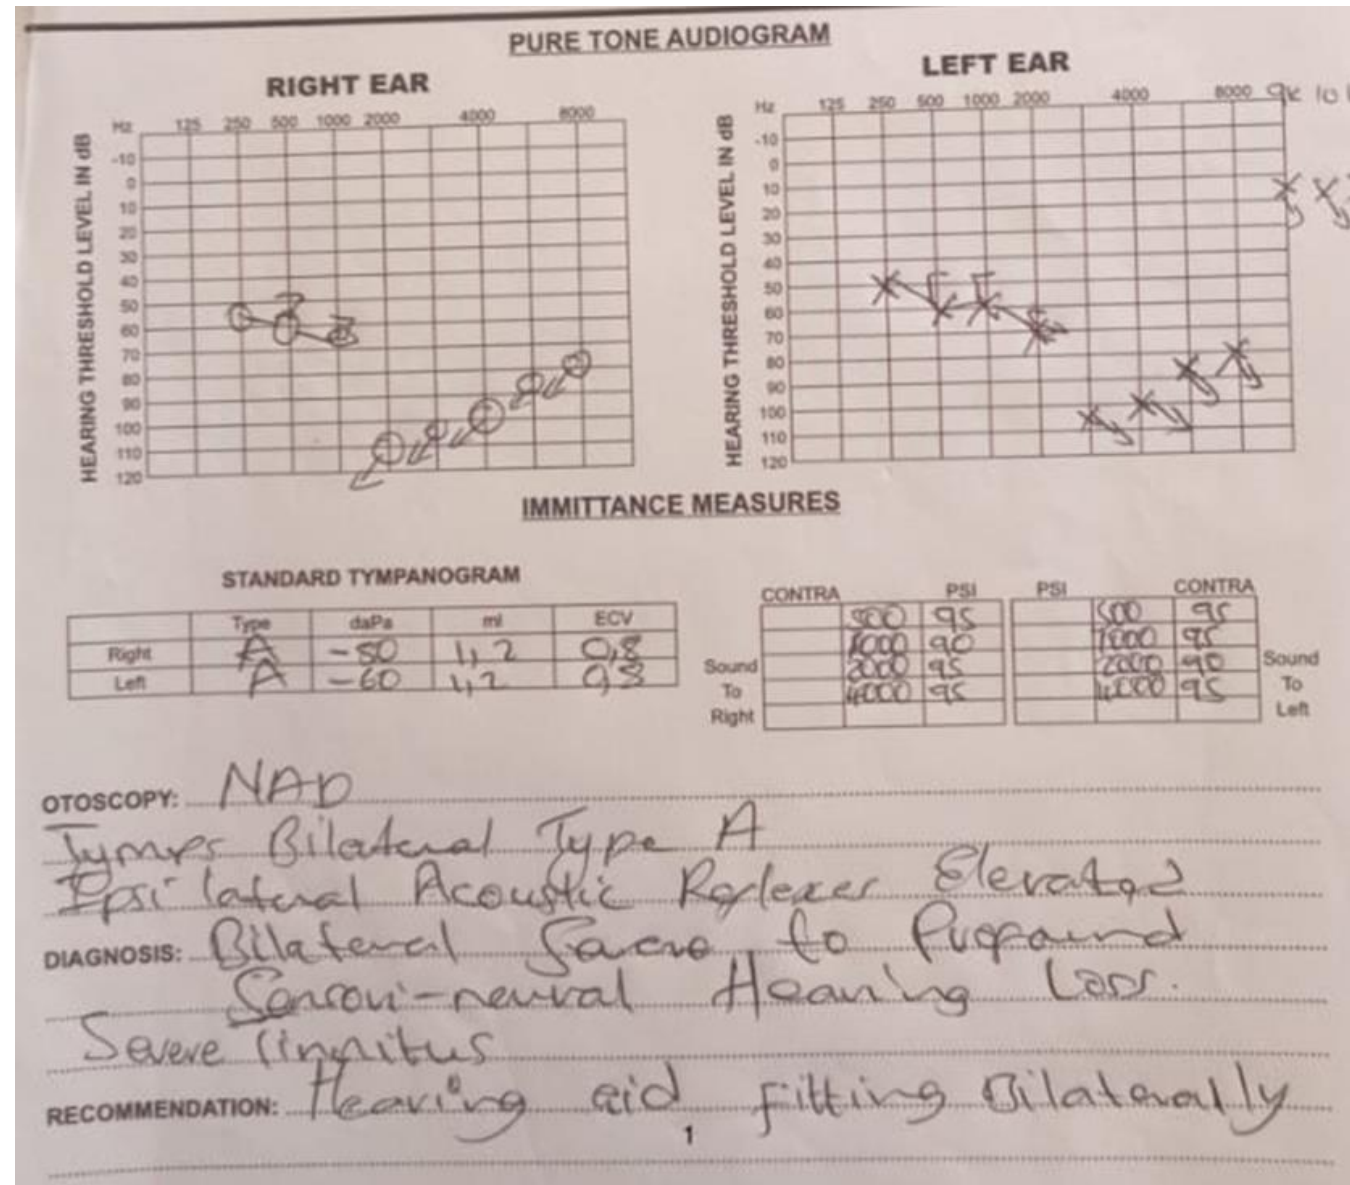 PURE TONE AUDIOGRAM
RIGHT EAR
LEFT EAR
Hz 125 250 500 1000 2000 4000 8000
Hz 125 250 500 1000 2000 4000 8000 9k 10
HEARING THRESHOLD LEVEL IN dB
-10
0
10
20
30
40
50
60
70
80
90
100
110
120
HEARING THRESHOLD LEVEL IN dB
-10
0
10
20
30
40
50
60
70
80
90
100
110
120
IMMITTANCE MEASURES
STANDARD TYMPANOGRAM
Type daPa ml ECV
Right A -50 1,2 0,8
Left A -60 1,2 0,8
CONTRA PSI PSI CONTRA
500 95 500 95
1000 90 1000 95
Sound 2000 95 2000 90 Sound
To 4000 95 4000 95 To
Right Left
OTOSCOPY: NAD
Tymps Bilateral Type A
Ipsilateral Acoustic Reflexes Elevated
DIAGNOSIS: Bilateral Severe to Profound
Sensori-neural Hearing Loss.
Severe Tinnitus
RECOMMENDATION: Hearing aid fitting Bilaterally
1